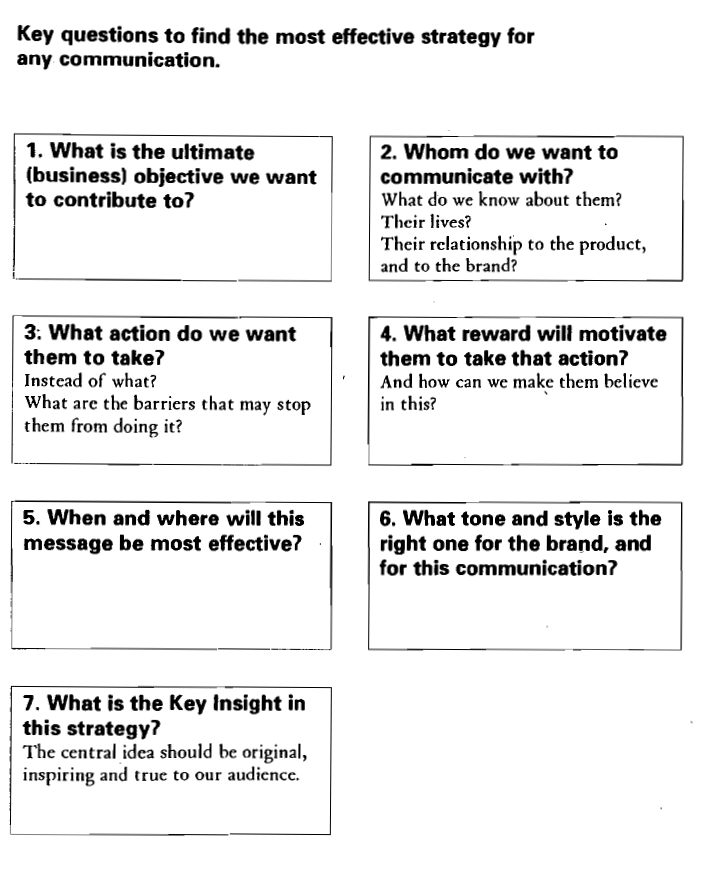 Key questions to find the most effective strategy for
any communication.
1. What is the ultimate
(business) objective we want
to contribute to?
2. Whom do we want to
communicate with?
What do we know about them?
Their lives?
Their relationship to the product,
and to the brand?
3. What action do we want
them to take?
Instead of what?
What are the barriers that may stop
them from doing it?
4. What reward will motivate
them to take that action?
And how can we make them believe
in this?
5. When and where will this
message be most effective?
6. What tone and style is the
right one for the brand, and
for this communication?
7. What is the Key Insight in
this strategy?
The central idea should be original,
inspiring and true to our audience.